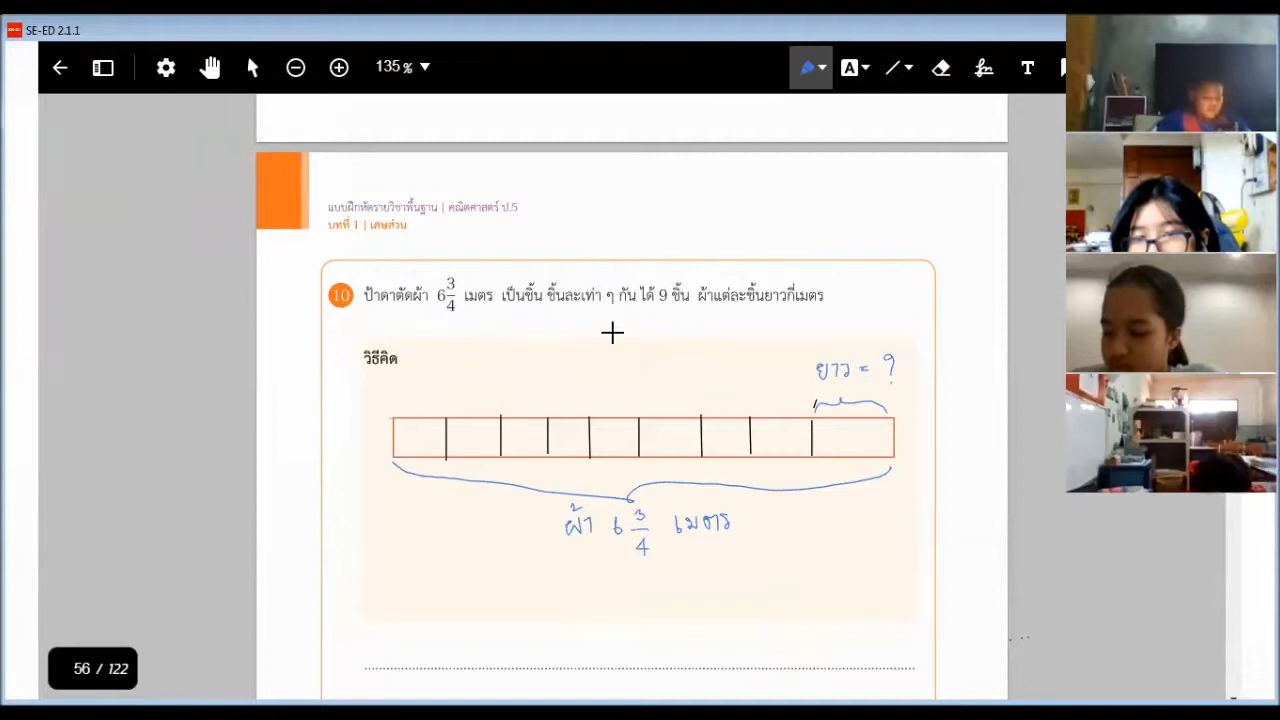 SE-ED 2.1.1
135 %
A
T
แบบฝึกหัดรายวิชาพื้นฐาน | คณิตศาสตร์ ป.5
บทที่ 1 | เศษส่วน
10 ป้าดาตัดผ้า 6 3/4 เมตร เป็นชิ้น ชิ้นละเท่า ๆ กัน ได้ 9 ชิ้น ผ้าแต่ละชิ้นยาวกี่เมตร
วิธีคิด
ยาว = ?
ผ้า 6 3/4 เมตร
56 / 122